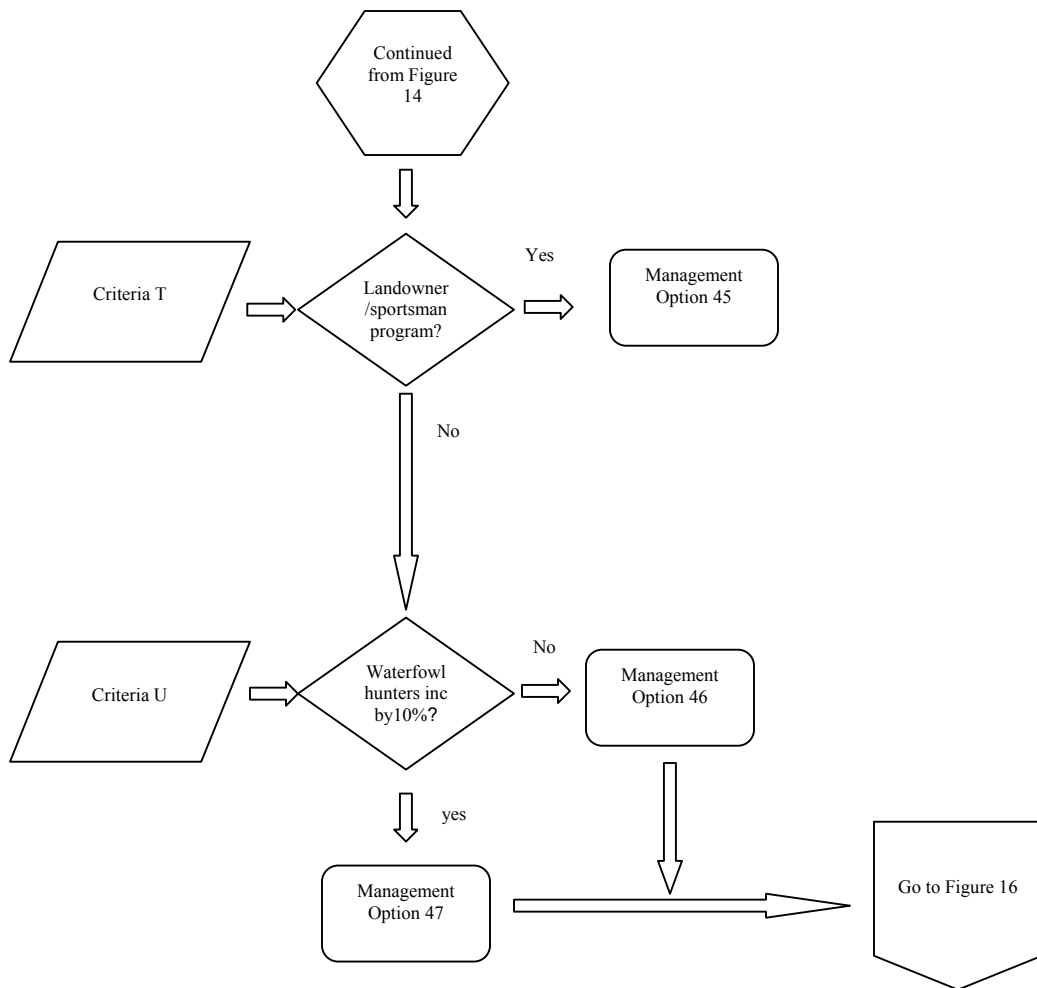 Continued
from Figure
14
Yes
Criteria T
Landowner
/sportsman
program?
Management
Option 45
No
Criteria U
Waterfowl
hunters inc
by10%?
No
Management
Option 46
yes
Management
Option 47
Go to Figure 16